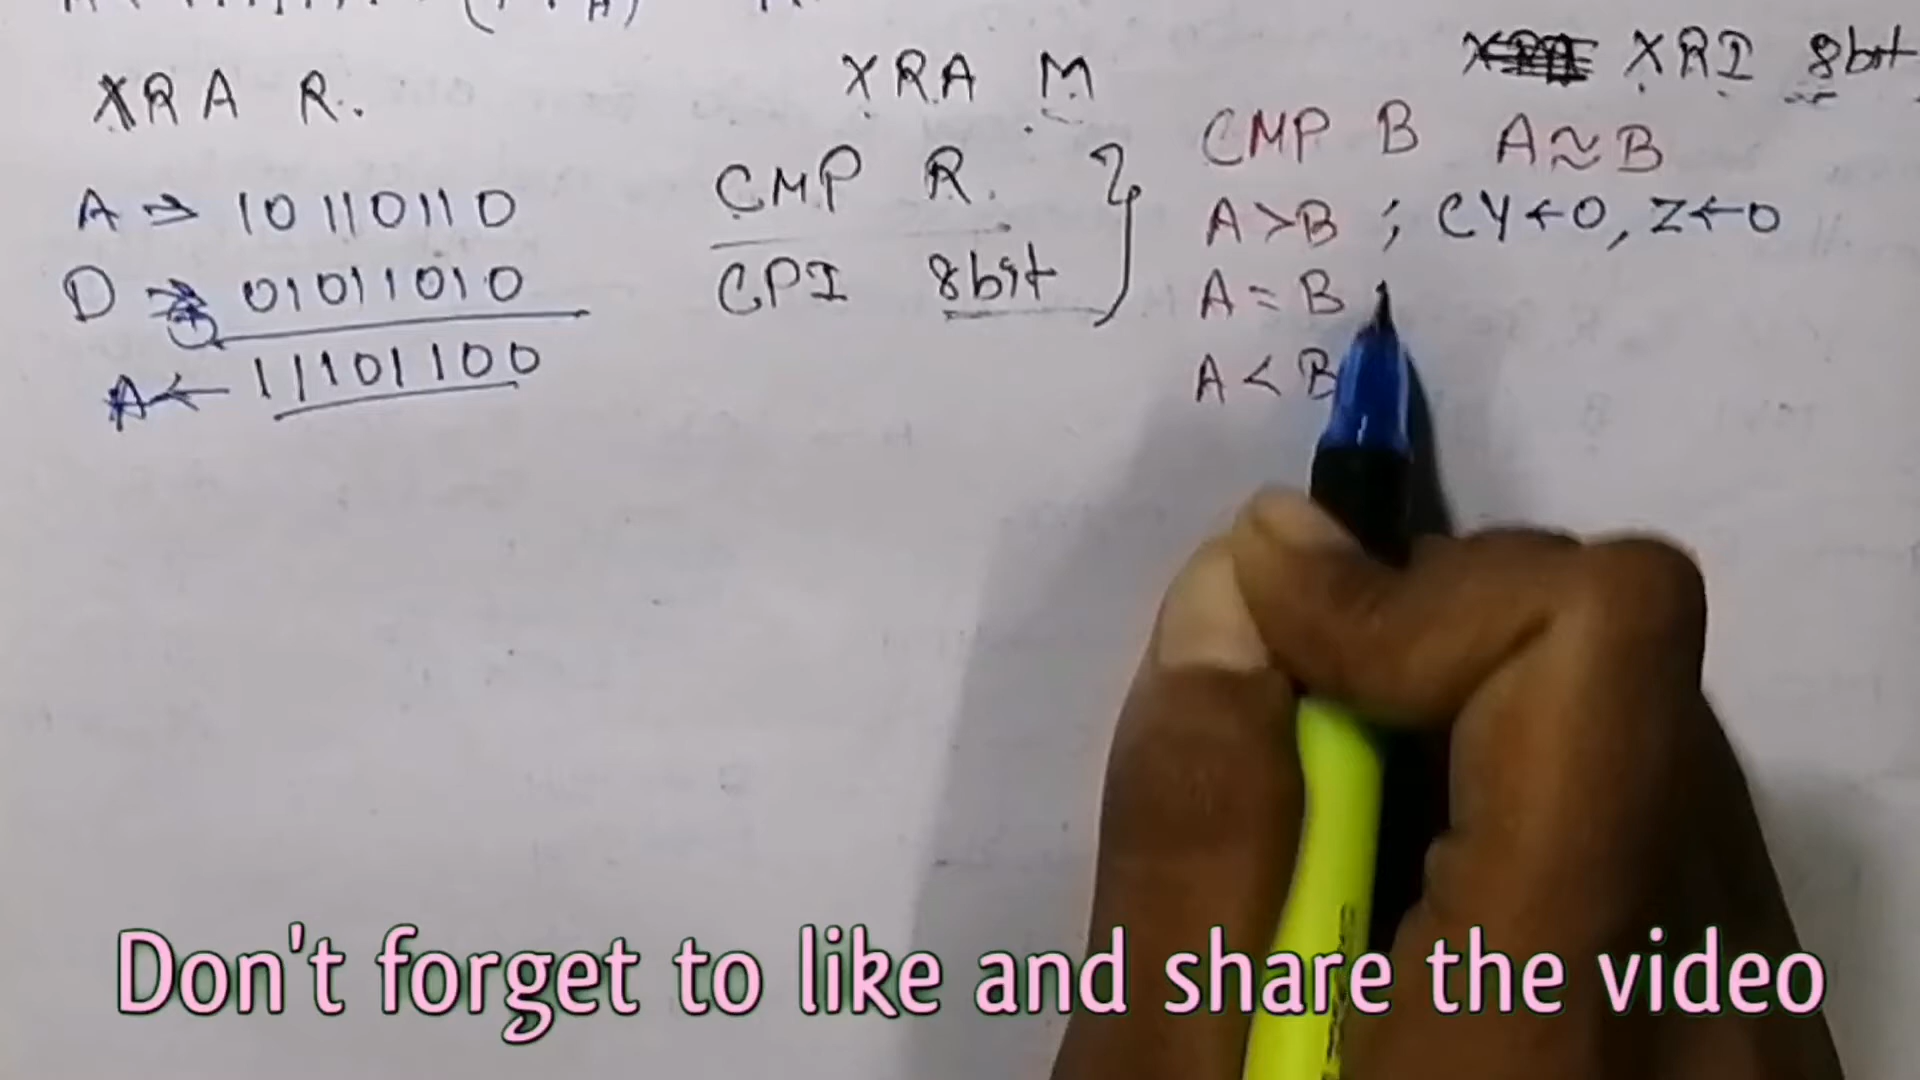 XRA R.
XRA M
XRI 8bit
A → 10110110
D → 01011010
A ← 11101100
CMP R.
CPI 8bit
CMP B A≈B
A>B ; CY←0, Z←0
A = B
A < B
Don't forget to like and share the video